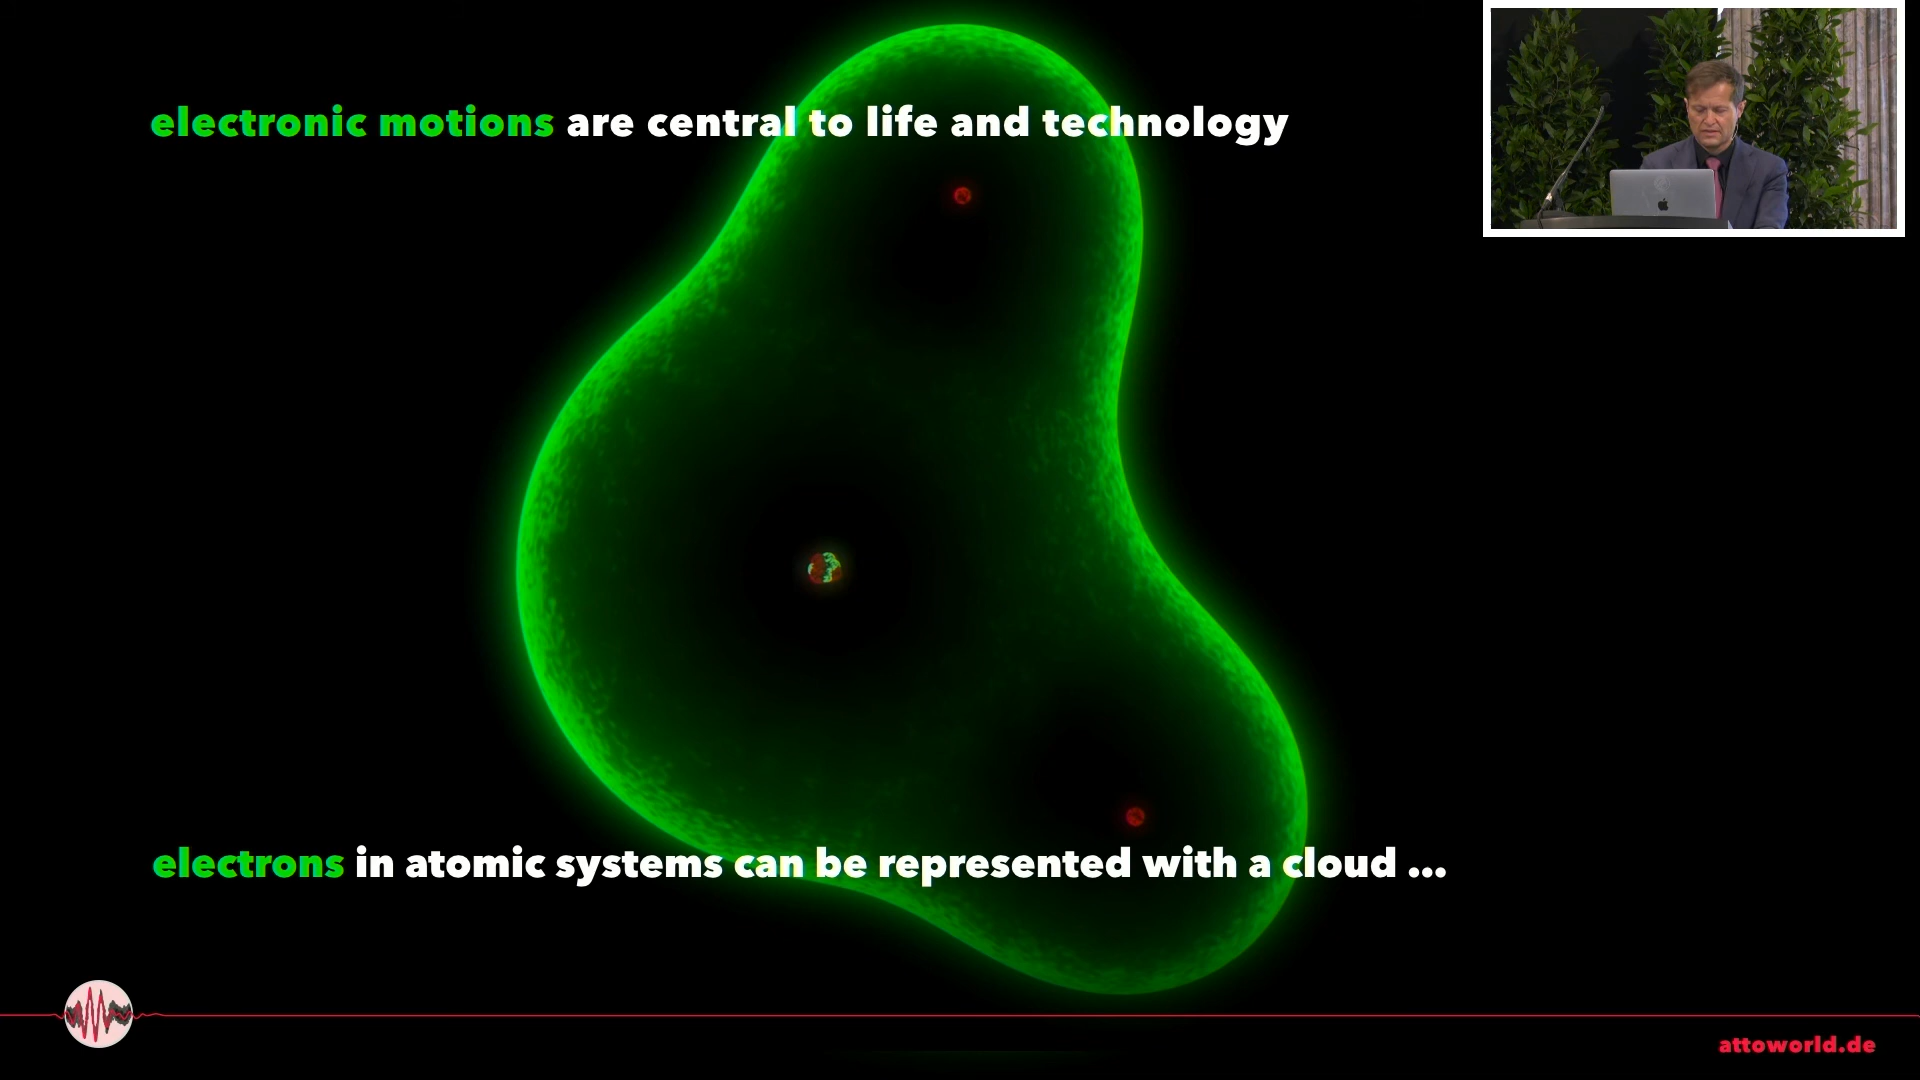 electronic motions are central to life and technology
electrons in atomic systems can be represented with a cloud ...
attoworld.de